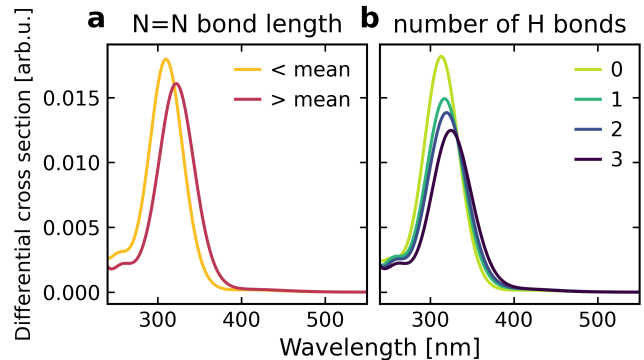 a N=N bond length
b number of H bonds
Differential cross section [arb.u.]
0.015
0.010
0.005
0.000
< mean
> mean
0
1
2
3
300 400 500
300 400 500
Wavelength [nm]